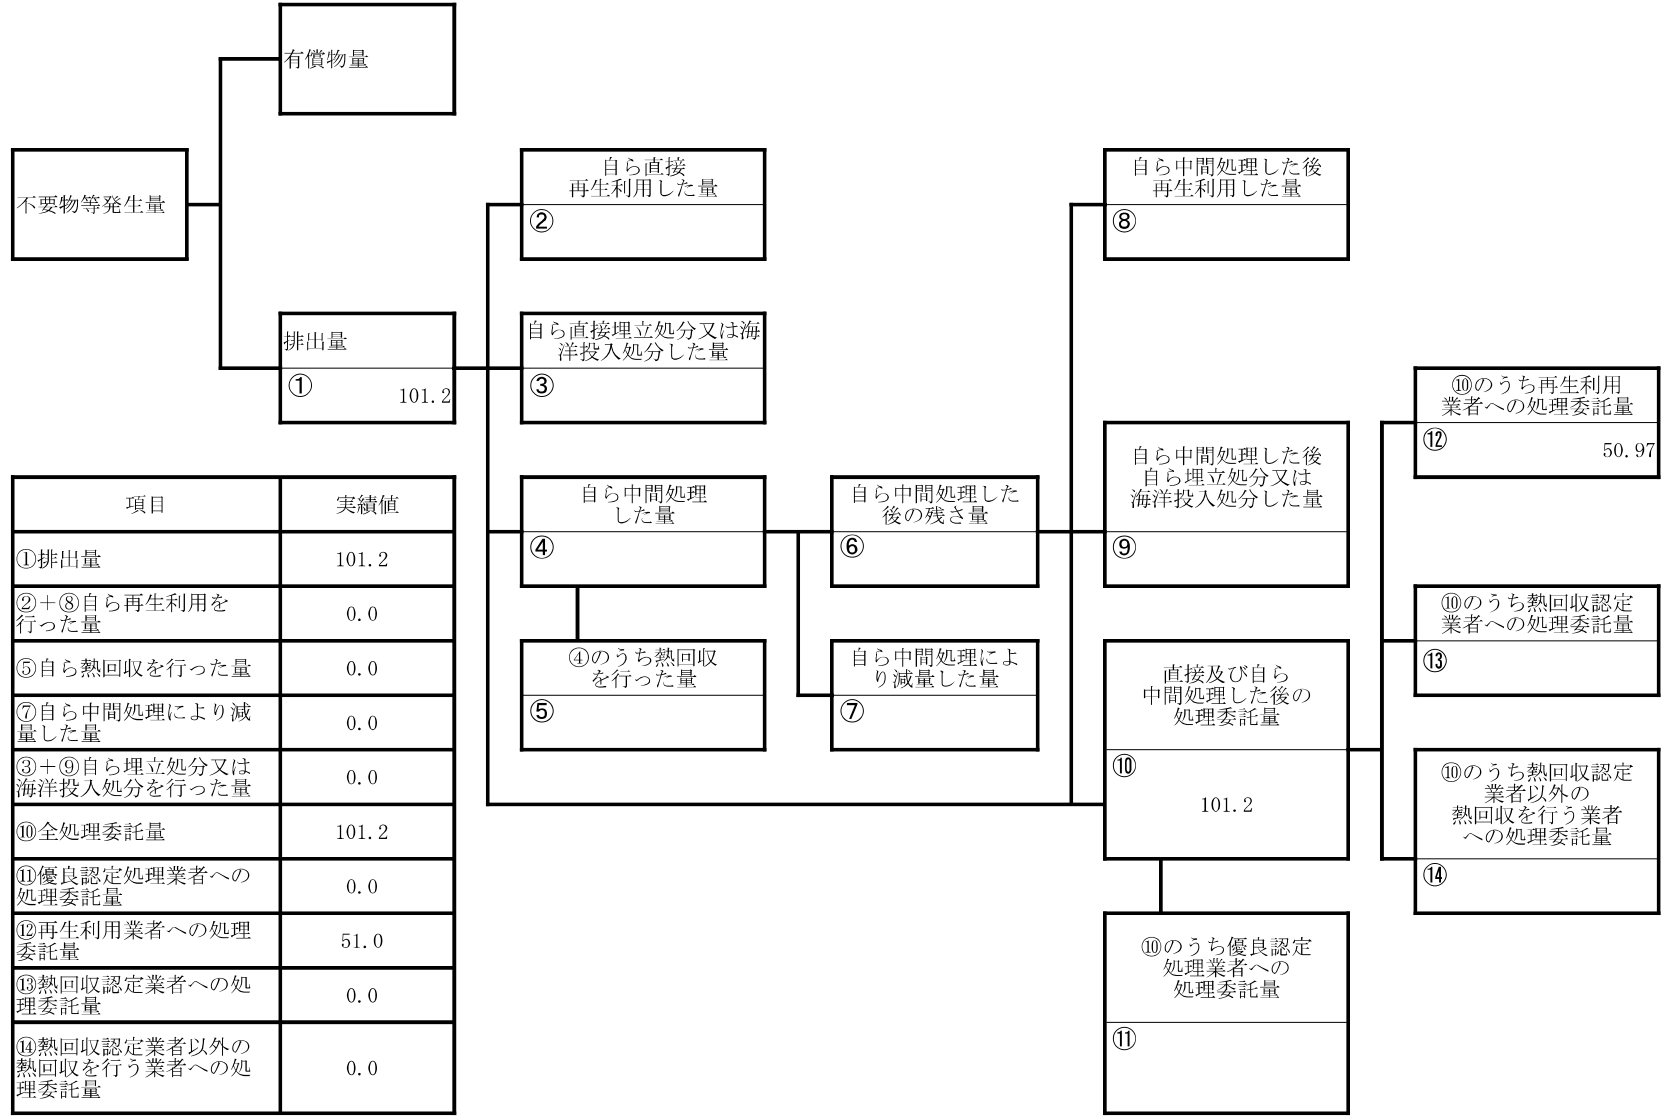 有償物量
不要物等発生量
排出量
①
101.2
自ら直接
再生利用した量
②
自ら直接埋立処分又は海
洋投入処分した量
③
自ら中間処理
した量
④
④のうち熱回収
を行った量
⑤
自ら中間処理した
後の残さ量
⑥
自ら中間処理によ
り減量した量
⑦
自ら中間処理した後
再生利用した量
⑧
自ら中間処理した後
自ら埋立処分又は
海洋投入処分した量
⑨
直接及び自ら
中間処理した後の
処理委託量
⑩
101.2
⑩のうち優良認定
処理業者への
処理委託量
⑪
⑩のうち再生利用
業者への処理委託量
⑫
50.97
⑩のうち熱回収認定
業者への処理委託量
⑬
⑩のうち熱回収認定
業者以外の
熱回収を行う業者
への処理委託量
⑭
項目 実績値
①排出量 101.2
②＋⑧自ら再生利用を
行った量 0.0
⑤自ら熱回収を行った量 0.0
⑦自ら中間処理により減
量した量 0.0
③＋⑨自ら埋立処分又は
海洋投入処分を行った量 0.0
⑩全処理委託量 101.2
⑪優良認定処理業者への
処理委託量 0.0
⑫再生利用業者への処理
委託量 51.0
⑬熱回収認定業者への処
理委託量 0.0
⑭熱回収認定業者以外の
熱回収を行う業者への処
理委託量 0.0